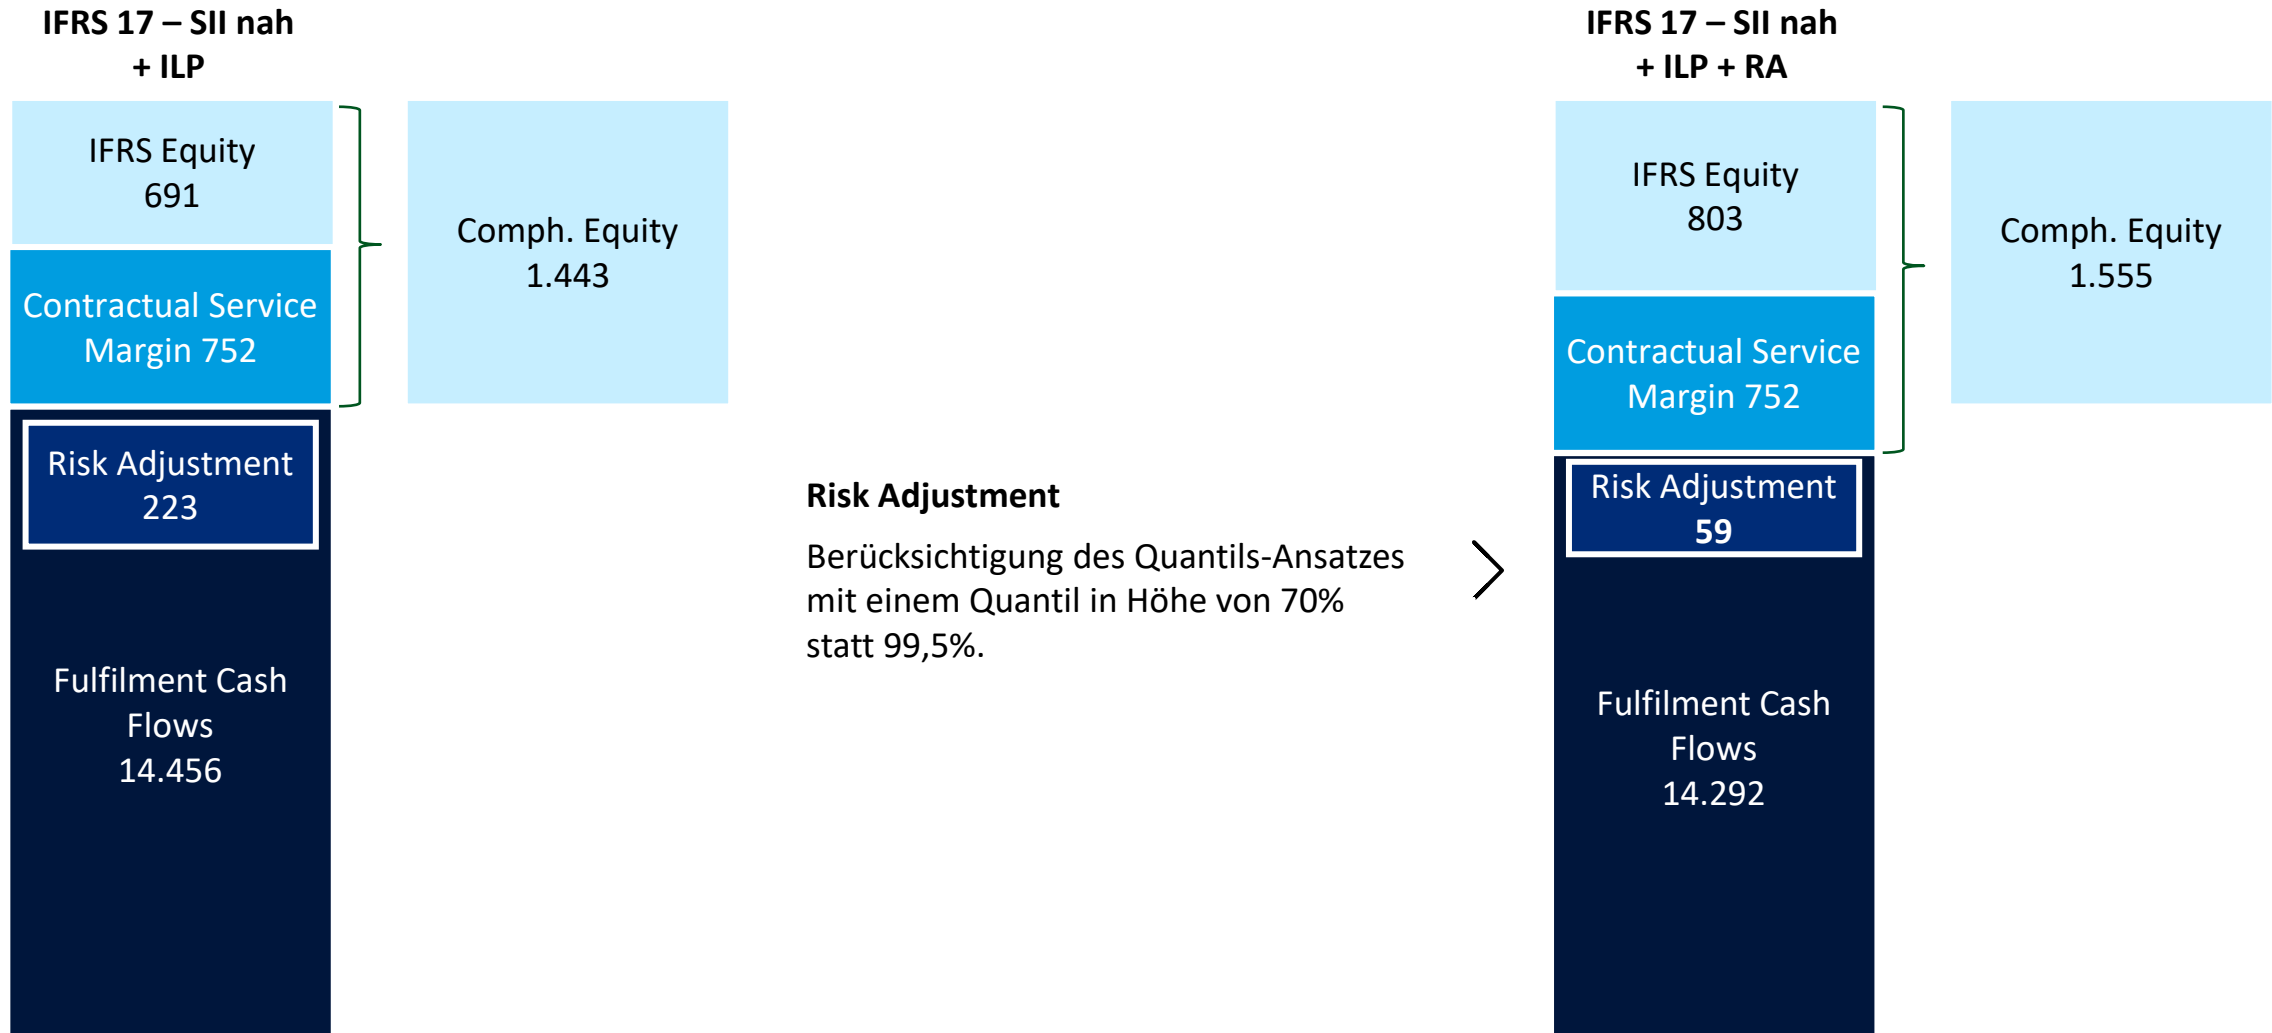 IFRS 17 – SII nah
+ ILP
IFRS Equity
691
Contractual Service
Margin 752
Risk Adjustment
223
Fulfilment Cash
Flows
14.456
Comph. Equity
1.443
Risk Adjustment
Berücksichtigung des Quantils-Ansatzes
mit einem Quantil in Höhe von 70%
statt 99,5%.
IFRS 17 – SII nah
+ ILP + RA
IFRS Equity
803
Contractual Service
Margin 752
Risk Adjustment
59
Fulfilment Cash
Flows
14.292
Comph. Equity
1.555